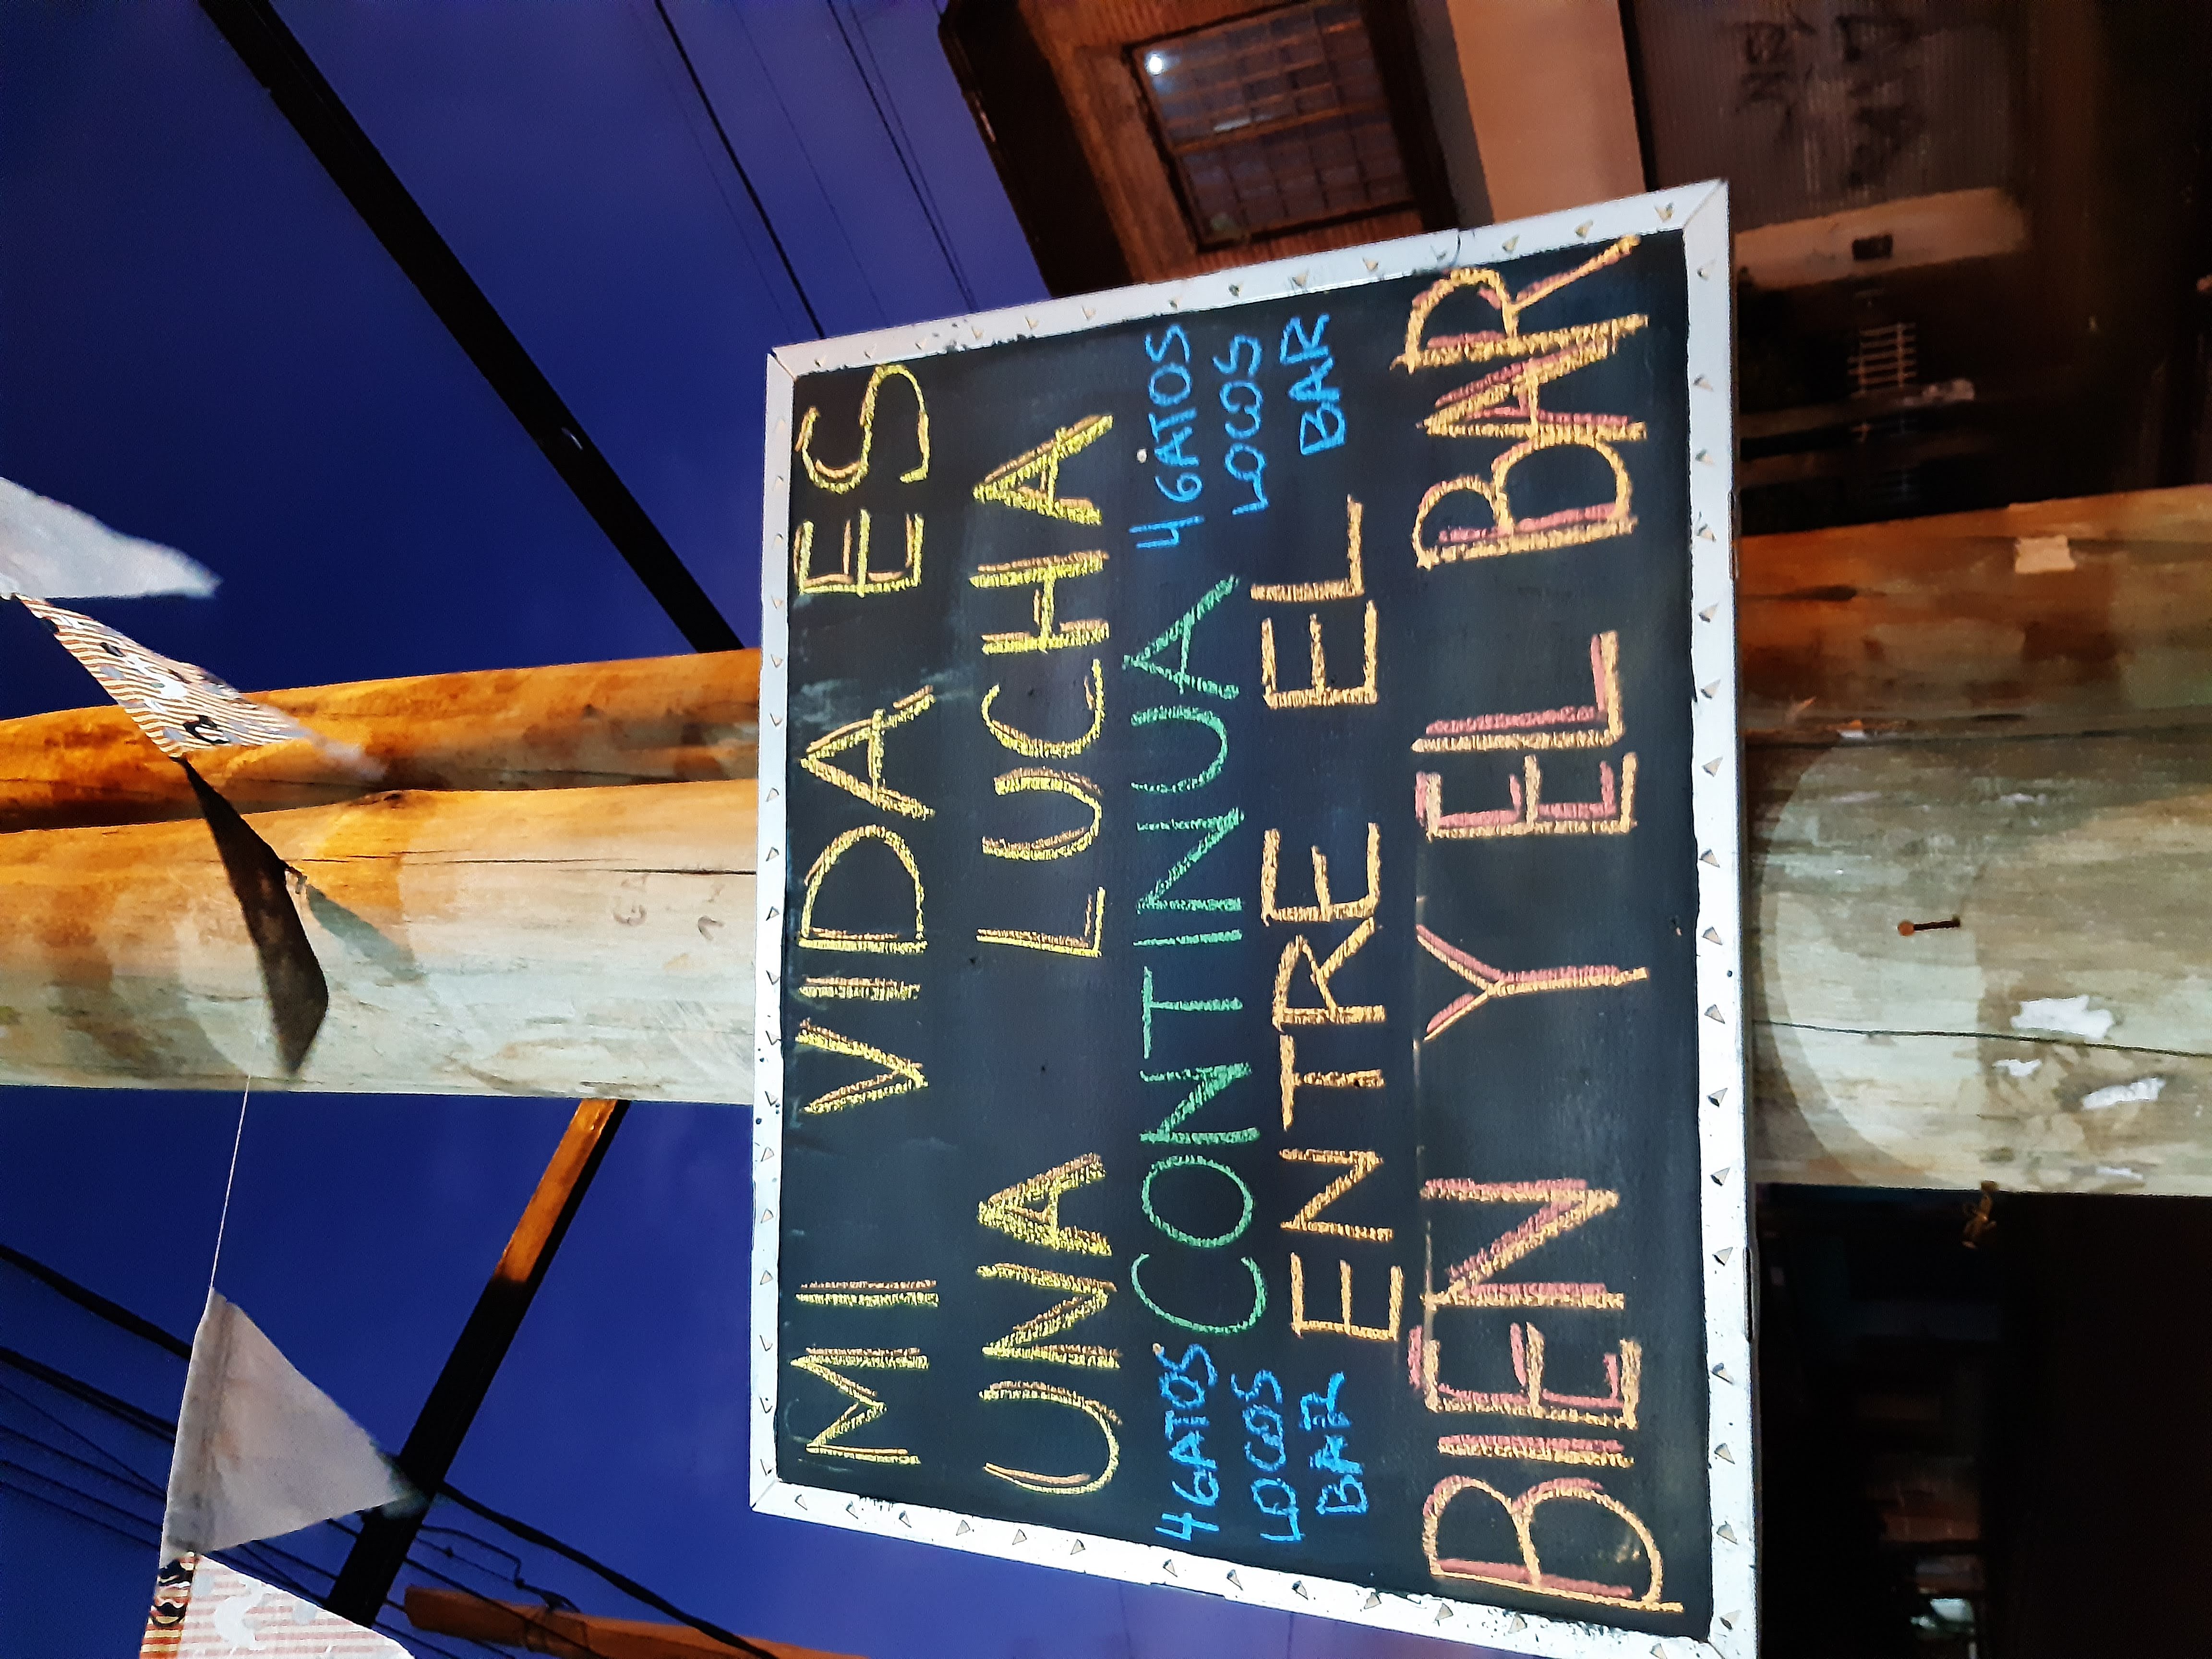 MI VIDA ES
UNA LUCHA
CONTINUA
4 GATOS
LOCOS
BAR
4 GATOS
LOCOS
BAR
ENTRE EL
BIEN Y EL BAR